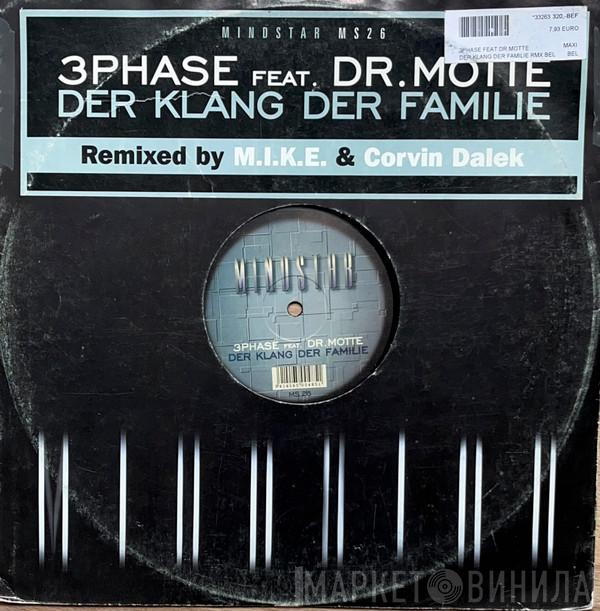 MINDSTAR MS26
*33263 320,-BEF
7,93 EURO
3PHASE FEAT DR.MOTTE MAXI
DER KLANG DER FAMILIE RMX BEL BEL
3PHASE FEAT. DR.MOTTE
DER KLANG DER FAMILIE
Remixed by M.I.K.E. & Corvin Dalek
MINDSTAR
3PHASE FEAT. DR.MOTTE
DER KLANG DER FAMILIE
MS 26
МАРКЕТ ВИНИЛА